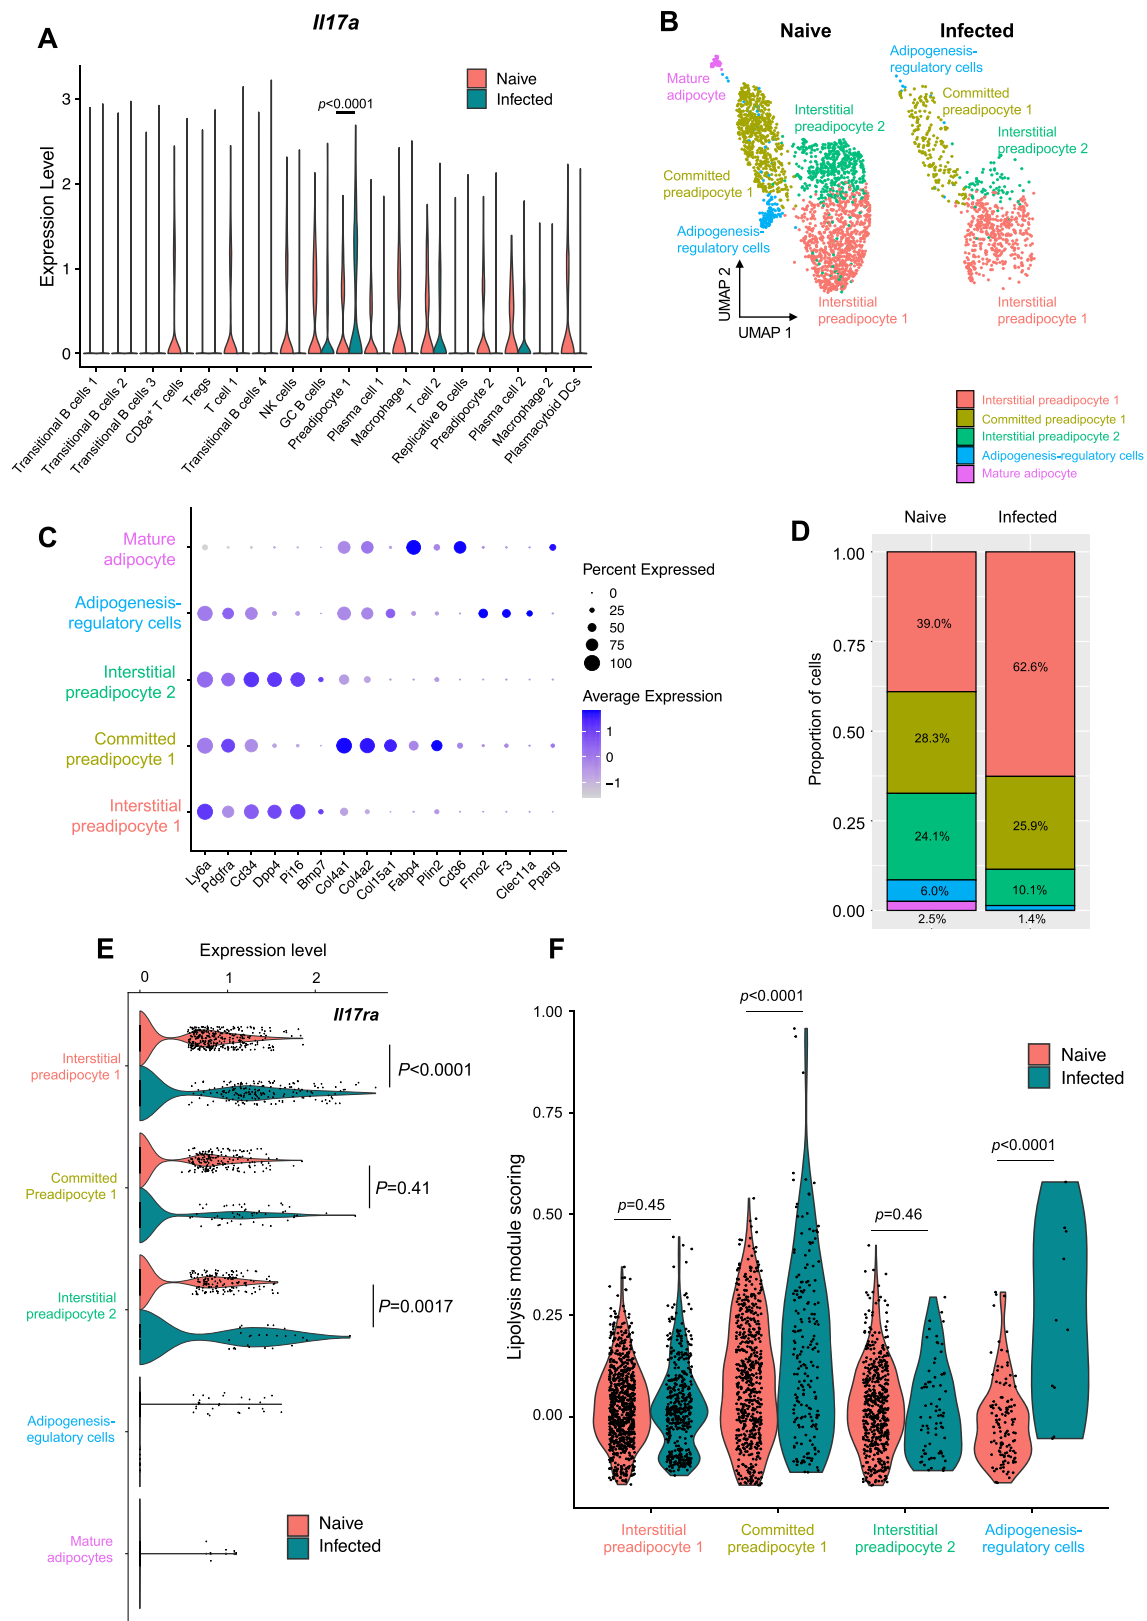 A
Il17a
Naive
Infected
p<0.0001
Expression Level
3
2
1
0
Transitional B cells 1
Transitional B cells 2
Transitional B cells 3
CD8a⁺ T cells
Tregs
T cell 1
Transitional B cells 4
NK cells
GC B cells
Preadipocyte 1
Plasma cell 1
Macrophage 1
T cell 2
Replicative B cells
Preadipocyte 2
Plasma cell 2
Macrophage 2
Plasmacytoid DCs
B
Naive
Infected
Mature
adipocyte
Interstitial
preadipocyte 2
Committed
preadipocyte 1
Adipogenesis-
regulatory cells
Interstitial
preadipocyte 1
UMAP 2
UMAP 1
Adipogenesis-
regulatory cells
Committed
preadipocyte 1
Interstitial
preadipocyte 2
Interstitial
preadipocyte 1
Interstitial preadipocyte 1
Committed preadipocyte 1
Interstitial preadipocyte 2
Adipogenesis-regulatory cells
Mature adipocyte
C
Mature
adipocyte
Adipogenesis-
regulatory cells
Interstitial
preadipocyte 2
Committed
preadipocyte 1
Interstitial
preadipocyte 1
Ly6a
Pdgfra
Cd34
Dpp4
Pi16
Bmp7
Col4a1
Col4a2
Col15a1
Fabp4
Plin2
Cd36
Fmo2
F3
Clec11a
Pparg
Percent Expressed
0
25
50
75
100
Average Expression
1
0
−1
D
Naive
Infected
Proportion of cells
1.00
0.75
0.50
0.25
0.00
39.0%
28.3%
24.1%
6.0%
2.5%
62.6%
25.9%
10.1%
1.4%
E
Expression level
0
1
2
Il17ra
Interstitial
preadipocyte 1
P<0.0001
Committed
Preadipocyte 1
P=0.41
Interstitial
preadipocyte 2
P=0.0017
Adipogenesis-
egulatory cells
Mature
adipocytes
Naive
Infected
F
Lipolysis module scoring
1.00
0.75
0.50
0.25
0.00
p=0.45
p<0.0001
p=0.46
p<0.0001
Naive
Infected
Interstitial
preadipocyte 1
Committed
preadipocyte 1
Interstitial
preadipocyte 2
Adipogenesis-
regulatory cells